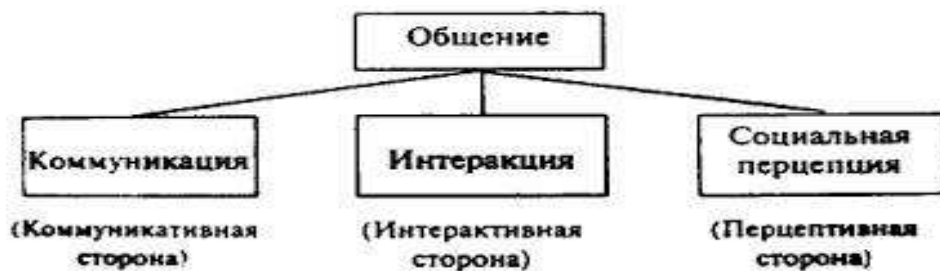 Общение
Коммуникация
Интеракция
Социальная
перцепция
(Коммуникативная
сторона)
(Интерактивная
сторона)
(Перцептивная
сторона)